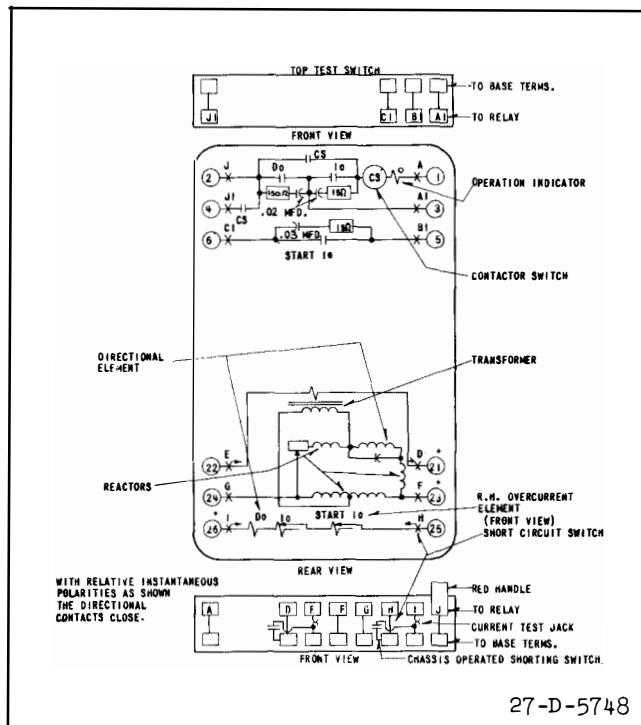 TOP TEST SWITCH
TO BASE TERMS.
J1 C1 B1 A1 TO RELAY
FRONT VIEW
CS
2 J Do Io CS O A 1
OPERATION INDICATOR
150Ω 15Ω
4 J1 A1 3
CS .02 MFD.
6 C1 15Ω B1 5
.03 MFD
START Io
CONTACTOR SWITCH
DIRECTIONAL
ELEMENT
TRANSFORMER
22 E D + 21
REACTORS
24 G F + 23
R.H. OVERCURRENT
ELEMENT
(FRONT VIEW)
SHORT CIRCUIT SWITCH
+ 26 I Do Io START Io H 25
REAR VIEW
WITH RELATIVE INSTANTANEOUS
POLARITIES AS SHOWN
THE DIRECTIONAL
CONTACTS CLOSE.
RED HANDLE
A D F G H I J TO RELAY
CURRENT TEST JACK
TO BASE TERMS.
FRONT VIEW
CHASSIS OPERATED SHORTING SWITCH
27-D-5748